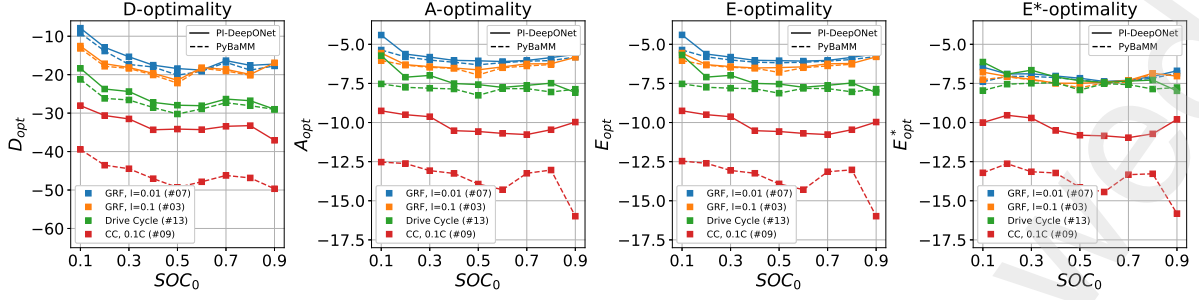 D-optimality
−10
−20
−30
−40
−50
−60
D_opt
PI-DeepONet
PyBaMM
GRF, l=0.01 (#07)
GRF, l=0.1 (#03)
Drive Cycle (#13)
CC, 0.1C (#09)
0.1 0.3 0.5 0.7 0.9
SOC_0
A-optimality
−5.0
−7.5
−10.0
−12.5
−15.0
−17.5
A_opt
PI-DeepONet
PyBaMM
GRF, l=0.01 (#07)
GRF, l=0.1 (#03)
Drive Cycle (#13)
CC, 0.1C (#09)
0.1 0.3 0.5 0.7 0.9
SOC_0
E-optimality
−5.0
−7.5
−10.0
−12.5
−15.0
−17.5
E_opt
PI-DeepONet
PyBaMM
GRF, l=0.01 (#07)
GRF, l=0.1 (#03)
Drive Cycle (#13)
CC, 0.1C (#09)
0.1 0.3 0.5 0.7 0.9
SOC_0
E*-optimality
−5.0
−7.5
−10.0
−12.5
−15.0
−17.5
E*_opt
PI-DeepONet
PyBaMM
GRF, l=0.01 (#07)
GRF, l=0.1 (#03)
Drive Cycle (#13)
CC, 0.1C (#09)
0.1 0.3 0.5 0.7 0.9
SOC_0